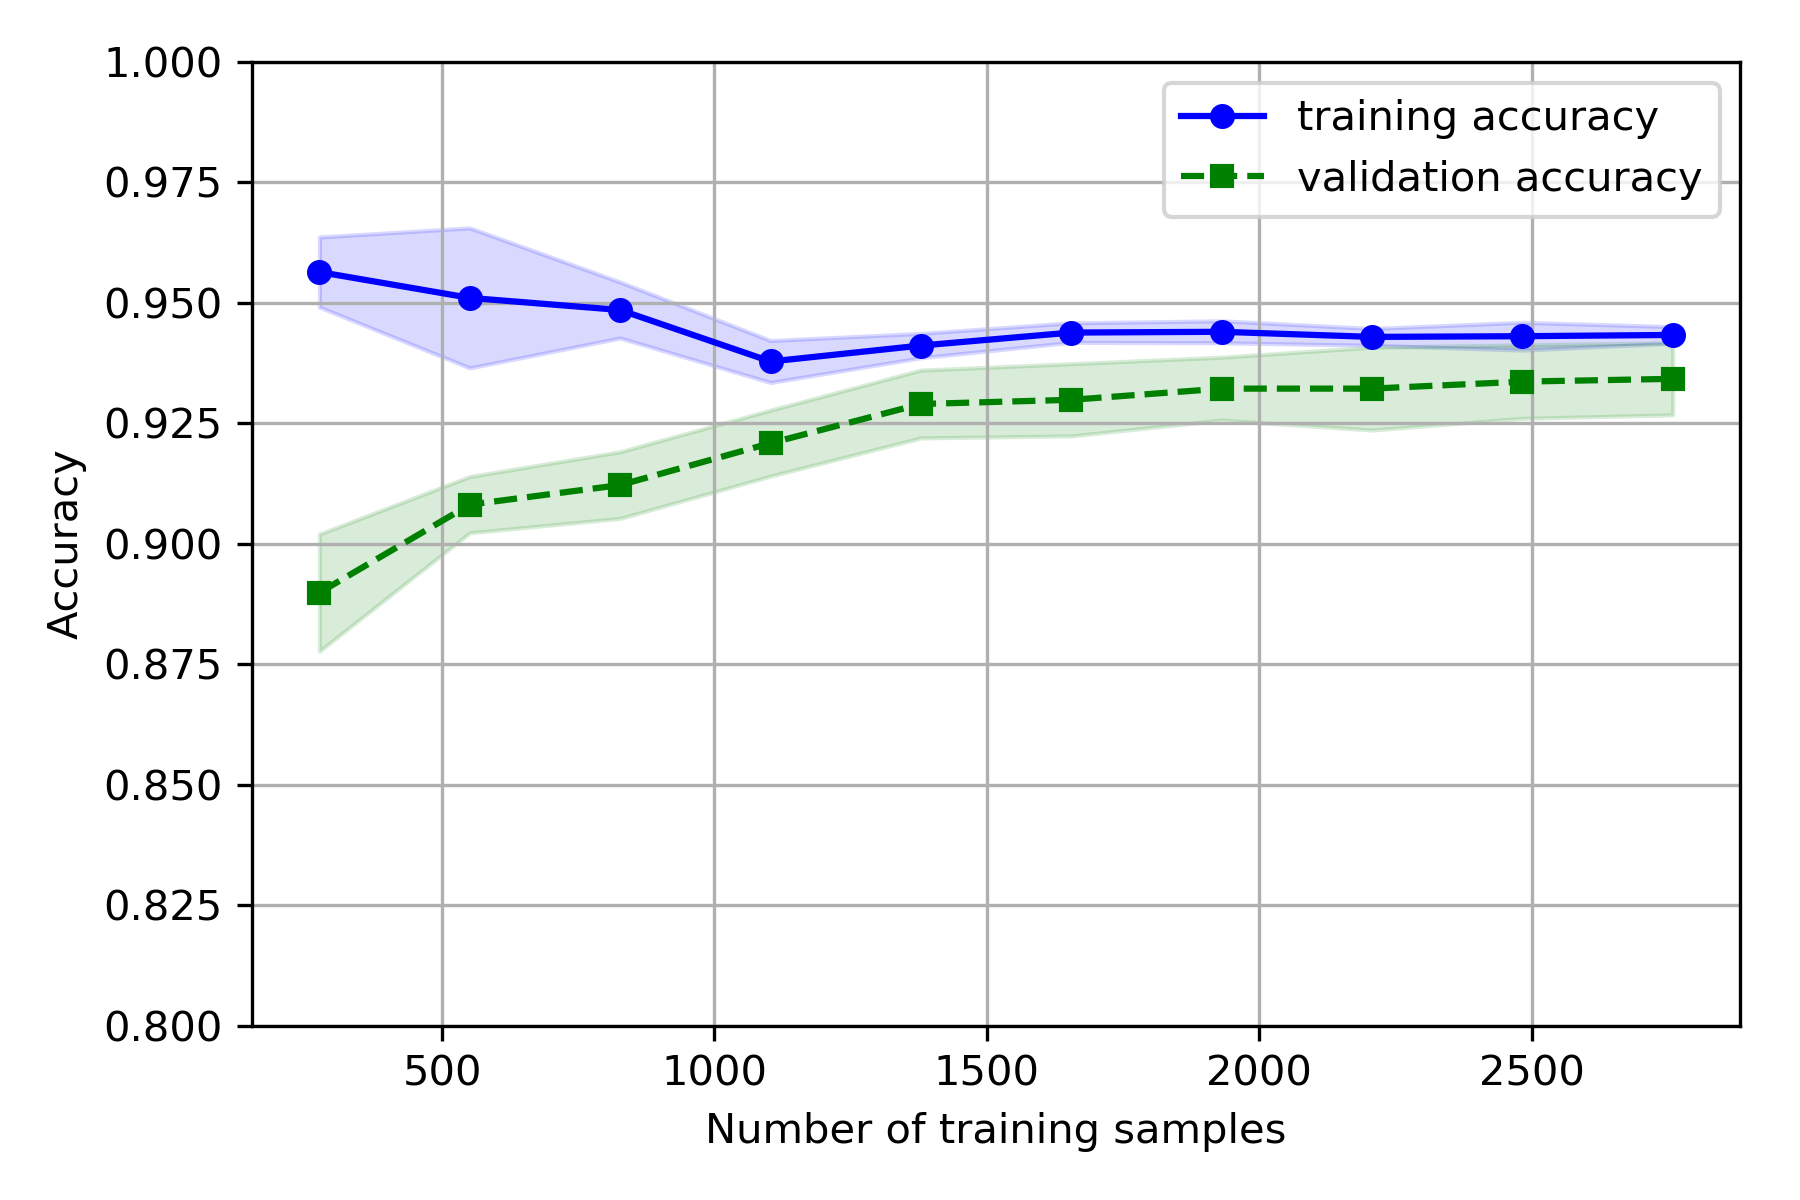 1.000
0.975
0.950
0.925
0.900
0.875
0.850
0.825
0.800
Accuracy
500 1000 1500 2000 2500
Number of training samples
training accuracy
validation accuracy